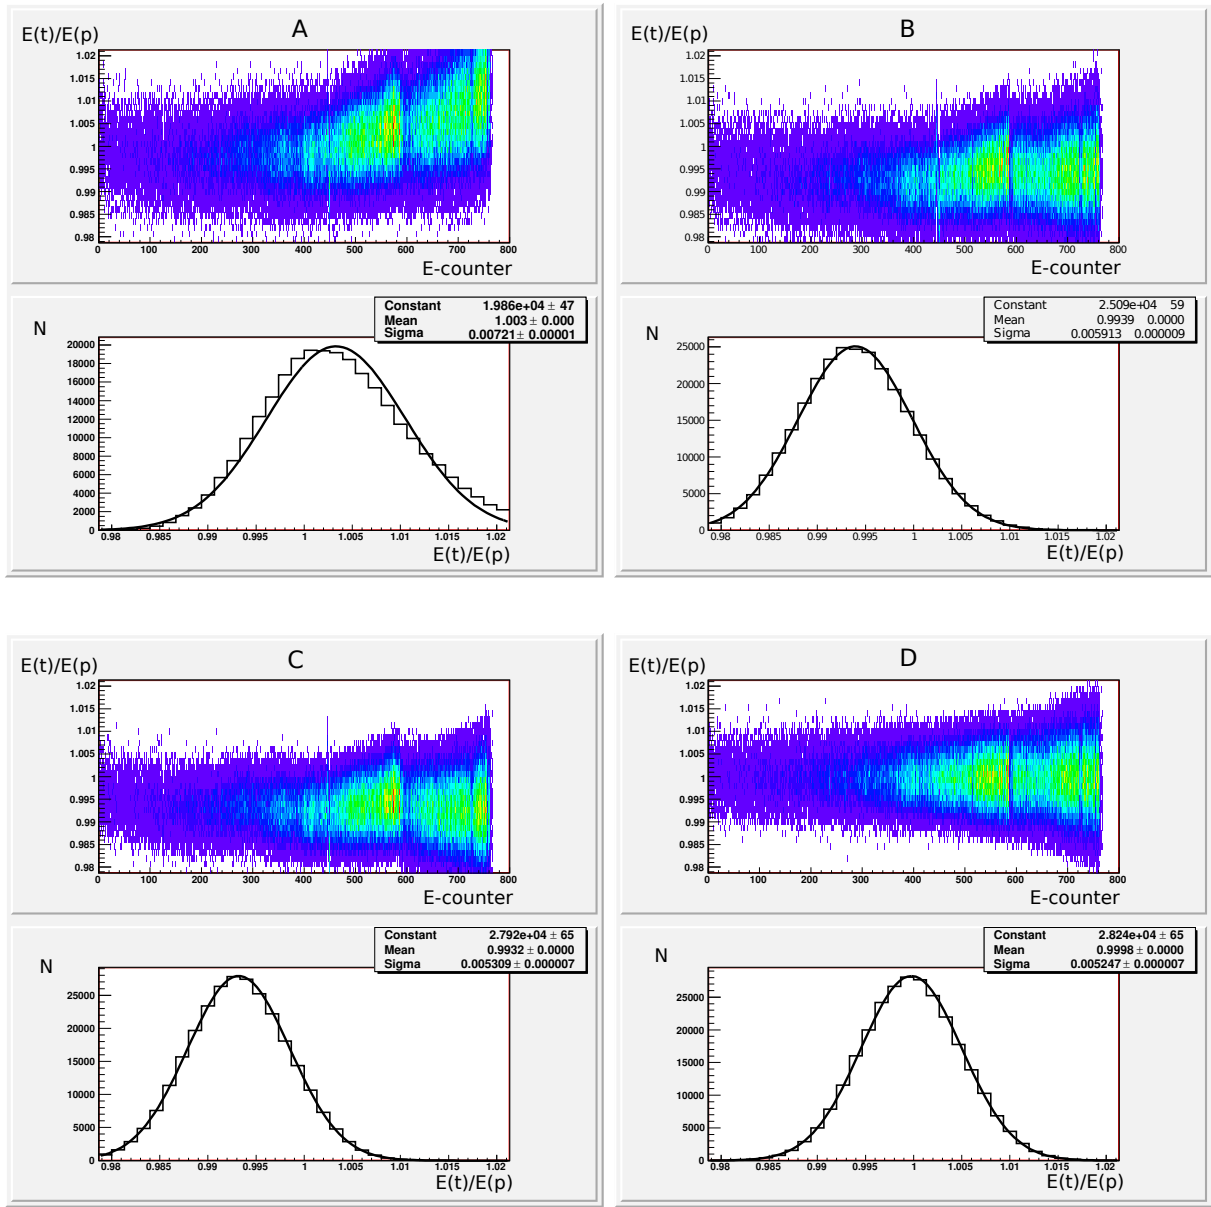 A
E(t)/E(p)
1.02
1.015
1.01
1.005
1
0.995
0.99
0.985
0.98
0 100 200 300 400 500 600 700 800
E-counter
N
Constant 1.986e+04 ± 47
Mean 1.003 ± 0.000
Sigma 0.00721 ± 0.00001
20000
18000
16000
14000
12000
10000
8000
6000
4000
2000
0
0.98 0.985 0.99 0.995 1 1.005 1.01 1.015 1.02
E(t)/E(p)
B
E(t)/E(p)
1.02
1.015
1.01
1.005
1
0.995
0.99
0.985
0.98
0 100 200 300 400 500 600 700 800
E-counter
N
Constant 2.509e+04 59
Mean 0.9939 0.0000
Sigma 0.005913 0.000009
25000
20000
15000
10000
5000
0
0.98 0.985 0.99 0.995 1 1.005 1.01 1.015 1.02
E(t)/E(p)
C
E(t)/E(p)
1.02
1.015
1.01
1.005
1
0.995
0.99
0.985
0.98
0 100 200 300 400 500 600 700 800
E-counter
N
Constant 2.792e+04 ± 65
Mean 0.9932 ± 0.0000
Sigma 0.005309 ± 0.000007
25000
20000
15000
10000
5000
0
0.98 0.985 0.99 0.995 1 1.005 1.01 1.015 1.02
E(t)/E(p)
D
E(t)/E(p)
1.02
1.015
1.01
1.005
1
0.995
0.99
0.985
0.98
0 100 200 300 400 500 600 700 800
E-counter
N
Constant 2.824e+04 ± 65
Mean 0.9998 ± 0.0000
Sigma 0.005247 ± 0.000007
25000
20000
15000
10000
5000
0
0.98 0.985 0.99 0.995 1 1.005 1.01 1.015 1.02
E(t)/E(p)